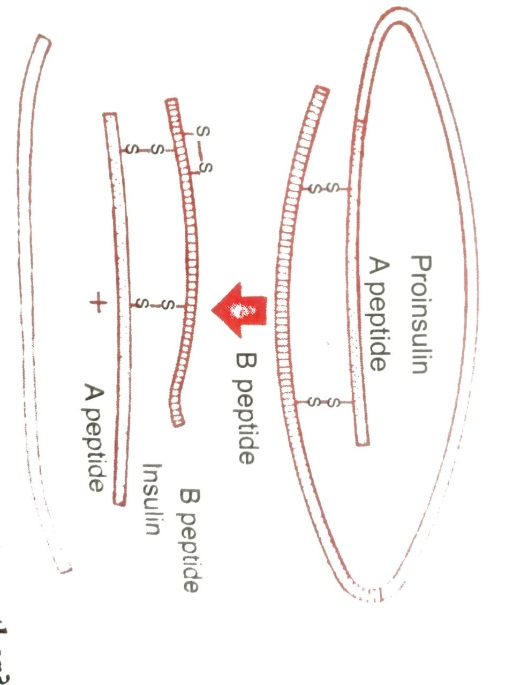 Proinsulin
A peptide
S S
S S
B peptide
S—S
B peptide
S S
Insulin
S S
+
A peptide